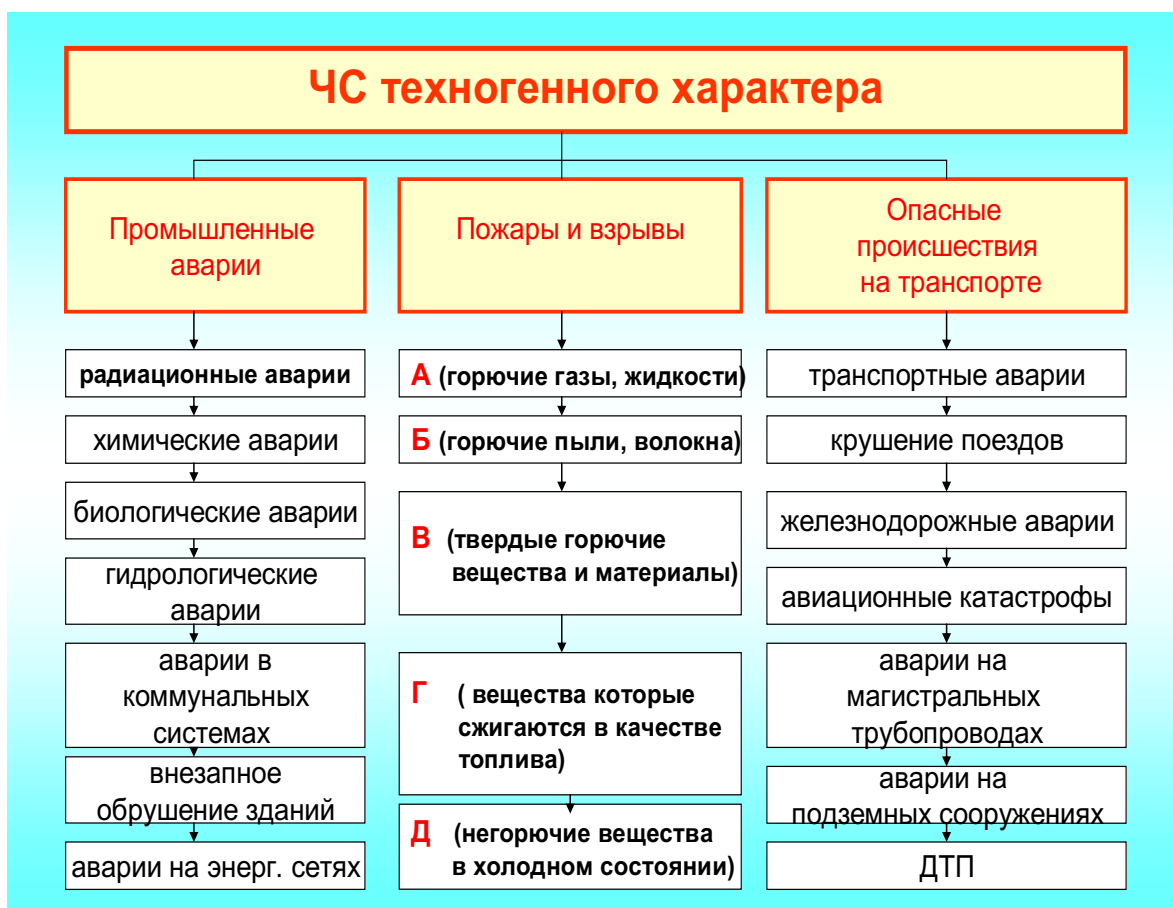 ЧС техногенного характера
Промышленные
аварии
радиационные аварии
химические аварии
биологические аварии
гидрологические
аварии
аварии в
коммунальных
системах
внезапное
обрушение зданий
аварии на энерг. сетях
Пожары и взрывы
А (горючие газы, жидкости)
Б (горючие пыли, волокна)
В (твердые горючие
вещества и материалы)
Г ( вещества которые
сжигаются в качестве
топлива)
Д (негорючие вещества
в холодном состоянии)
Опасные
происшествия
на транспорте
транспортные аварии
крушение поездов
железнодорожные аварии
авиационные катастрофы
аварии на
магистральных
трубопроводах
аварии на
подземных сооружениях
ДТП